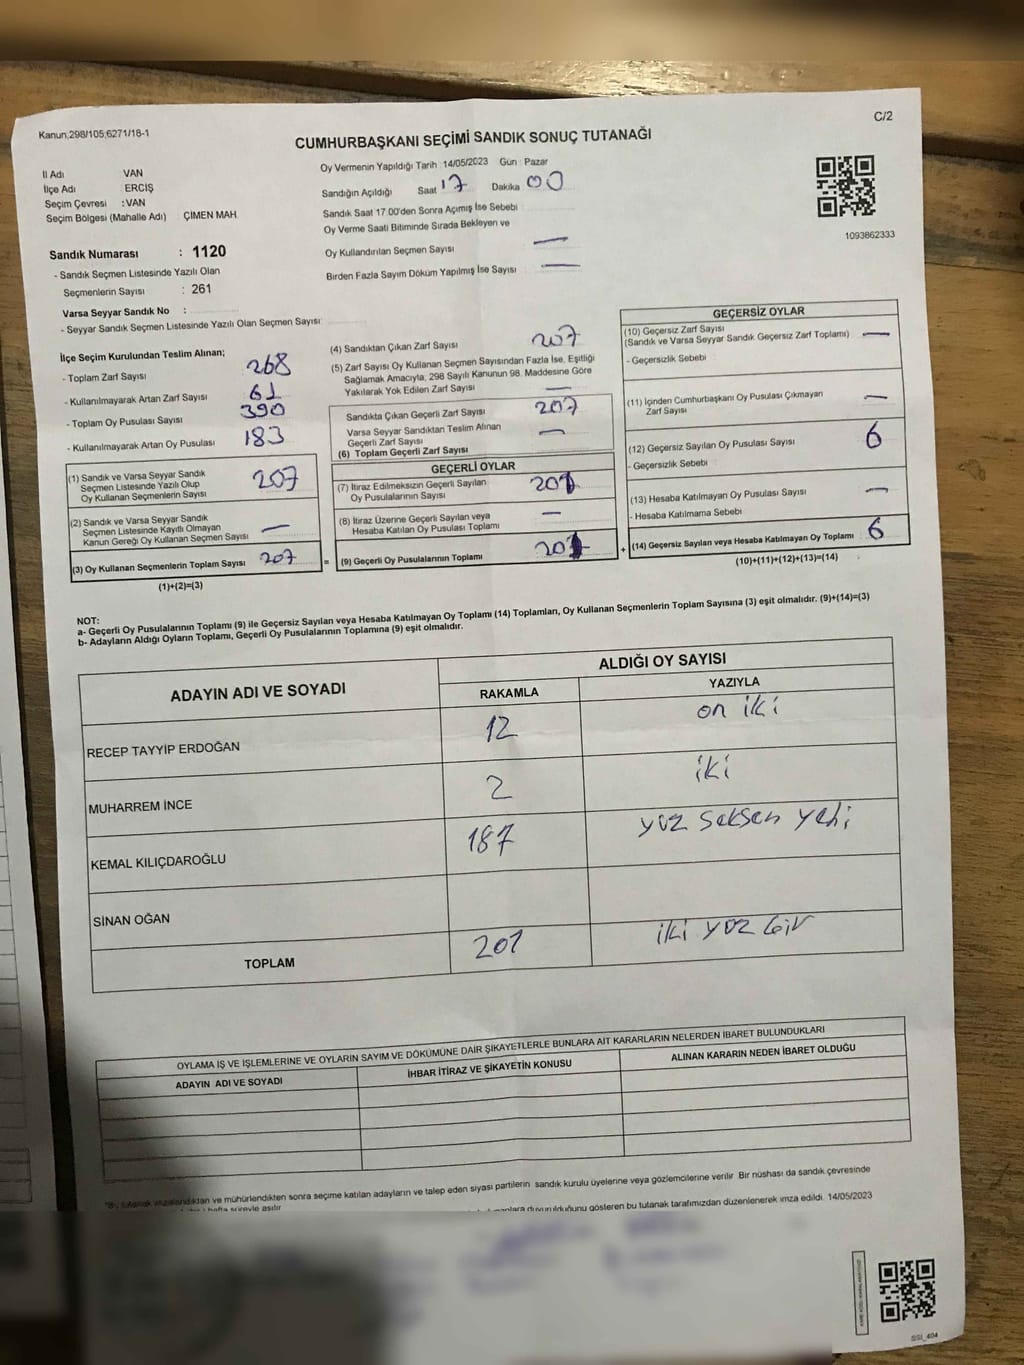 Kanun;298/105;6271/18-1
C/2
CUMHURBAŞKANI SEÇİMİ SANDIK SONUÇ TUTANAĞI
İl Adı VAN
İlçe Adı : ERCİŞ
Seçim Çevresi : VAN
Seçim Bölgesi (Mahalle Adı) : ÇİMEN MAH.
Sandık Numarası : 1120
- Sandık Seçmen Listesinde Yazılı Olan
Seçmenlerin Sayısı : 261
Varsa Seyyar Sandık No :
- Seyyar Sandık Seçmen Listesinde Yazılı Olan Seçmen Sayısı:
Oy Vermenin Yapıldığı Tarih : 14/05/2023 Gün : Pazar
Sandığın Açıldığı Saat 17 Dakika 00
Sandık Saat 17.00'den Sonra Açımış İse Sebebi :
Oy Verme Saati Bitiminde Sırada Bekleyen ve
Oy Kullandırılan Seçmen Sayısı —
Birden Fazla Sayım Döküm Yapılmış İse Sayısı : —
1093862333
İlçe Seçim Kurulundan Teslim Alınan;
- Toplam Zarf Sayısı 268
- Kullanılmayarak Artan Zarf Sayısı 61
- Toplam Oy Pusulası Sayısı 390
- Kullanılmayarak Artan Oy Pusulası 183
(1) Sandık ve Varsa Seyyar Sandık
Seçmen Listesinde Yazılı Olup
Oy Kullanan Seçmenlerin Sayısı 207
(2) Sandık ve Varsa Seyyar Sandık
Seçmen Listesinde Kayıtlı Olmayan
Kanun Gereği Oy Kullanan Seçmen Sayısı —
(3) Oy Kullanan Seçmenlerin Toplam Sayısı 207
(1)+(2)=(3)
(4) Sandıktan Çıkan Zarf Sayısı 207
(5) Zarf Sayısı Oy Kullanan Seçmen Sayısından Fazla İse, Eşitliği
Sağlamak Amacıyla, 298 Sayılı Kanunun 98. Maddesine Göre
Yakılarak Yok Edilen Zarf Sayısı —
Sandıkta Çıkan Geçerli Zarf Sayısı 207
Varsa Seyyar Sandıktan Teslim Alınan
Geçerli Zarf Sayısı —
(6) Toplam Geçerli Zarf Sayısı
GEÇERLİ OYLAR
(7) İtiraz Edilmeksizin Geçerli Sayılan
Oy Pusulalarının Sayısı 201
(8) İtiraz Üzerine Geçerli Sayılan veya
Hesaba Katılan Oy Pusulası Toplamı —
= (9) Geçerli Oy Pusulalarının Toplamı 201
GEÇERSİZ OYLAR
(10) Geçersiz Zarf Sayısı
(Sandık ve Varsa Seyyar Sandık Geçersiz Zarf Toplamı) —
- Geçersizlik Sebebi
(11) İçinden Cumhurbaşkanı Oy Pusulası Çıkmayan
Zarf Sayısı —
(12) Geçersiz Sayılan Oy Pusulası Sayısı 6
- Geçersizlik Sebebi
(13) Hesaba Katılmayan Oy Pusulası Sayısı —
- Hesaba Katılmama Sebebi
+ (14) Geçersiz Sayılan veya Hesaba Katılmayan Oy Toplamı 6
(10)+(11)+(12)+(13)=(14)
NOT:
a- Geçerli Oy Pusulalarının Toplamı (9) ile Geçersiz Sayılan veya Hesaba Katılmayan Oy Toplamı (14) Toplamları, Oy Kullanan Seçmenlerin Toplam Sayısına (3) eşit olmalıdır. (9)+(14)=(3)
b- Adayların Aldığı Oyların Toplamı, Geçerli Oy Pusulalarının Toplamına (9) eşit olmalıdır.
ADAYIN ADI VE SOYADI
ALDIĞI OY SAYISI
RAKAMLA YAZIYLA
RECEP TAYYİP ERDOĞAN 12 on iki
MUHARREM İNCE 2 iki
KEMAL KILIÇDAROĞLU 187 yüz seksen yedi
SİNAN OĞAN
TOPLAM 201 iki yüz bir
OYLAMA İŞ VE İŞLEMLERİNE VE OYLARIN SAYIM VE DÖKÜMÜNE DAİR ŞİKAYETLERLE BUNLARA AİT KARARLARIN NELERDEN İBARET BULUNDUKLARI
ADAYIN ADI VE SOYADI İHBAR İTİRAZ VE ŞİKAYETİN KONUSU ALINAN KARARIN NEDEN İBARET OLDUĞU
tutanak imzalandıktan ve mühürlendikten sonra seçime katılan adayların ve talep eden siyasi partilerin sandık kurulu üyelerine veya gözlemcilerine verilir. Bir nüshası da sandık çevresinde
hafta süreyle asılır duyurulduğunu gösteren bu tutanak tarafımızdan düzenlenerek imza edildi. 14/05/2023
SSİ_404